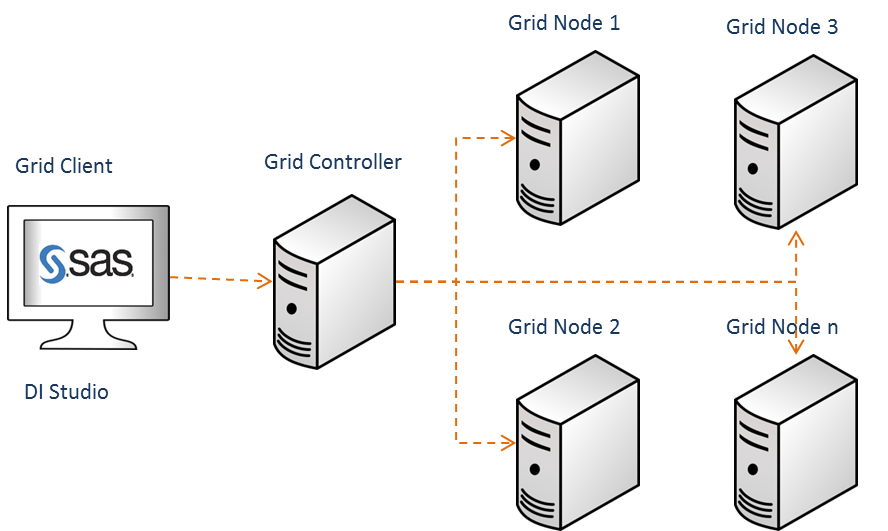 Grid Node 1
Grid Node 3
Grid Client
Grid Controller
sas
Grid Node 2
Grid Node n
DI Studio